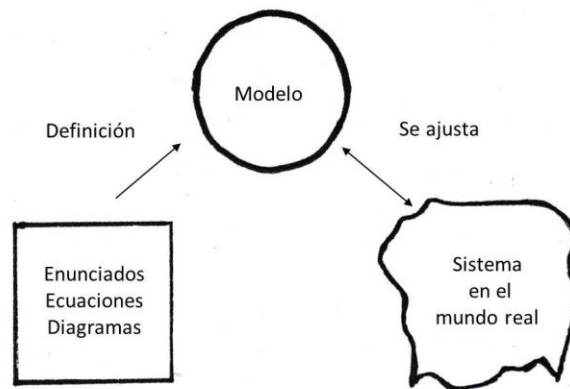 Modelo
Definición
Se ajusta
Enunciados
Ecuaciones
Diagramas
Sistema
en el
mundo real